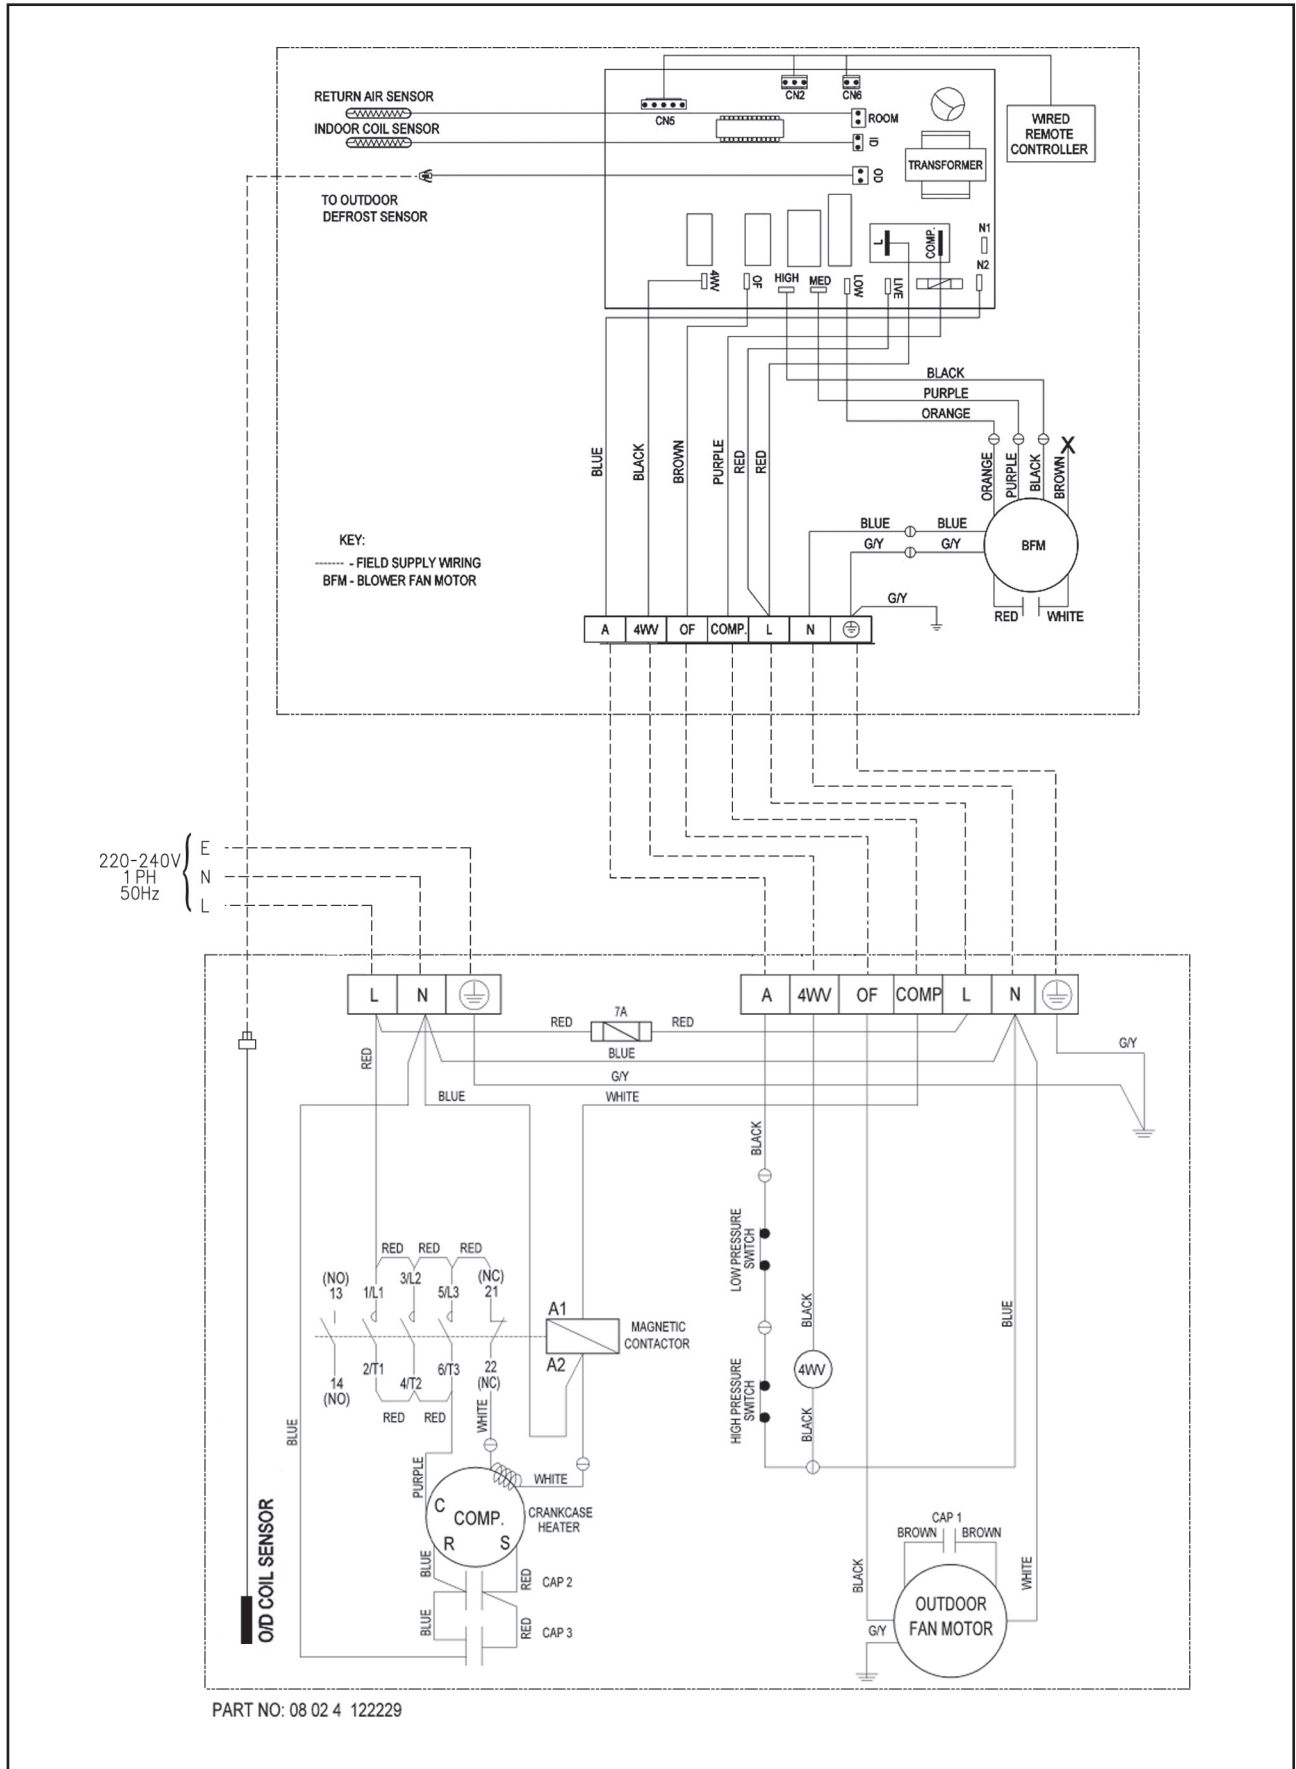 RETURN AIR SENSOR
INDOOR COIL SENSOR
TO OUTDOOR
DEFROST SENSOR
CN5
CN2
CN6
ROOM
ID
OD
TRANSFORMER
WIRED
REMOTE
CONTROLLER
N1
N2
L
COMP.
4WV
OF
HIGH
MED
LOW
LIVE
BLACK
PURPLE
ORANGE
BLUE
BLACK
BROWN
PURPLE
RED
RED
ORANGE
PURPLE
BLACK
BROWN
X
BLUE
BLUE
G/Y
G/Y
BFM
G/Y
RED
WHITE
KEY:
------- - FIELD SUPPLY WIRING
BFM - BLOWER FAN MOTOR
A
4WV
OF
COMP.
L
N
220-240V
1 PH
50Hz
E
N
L
L
N
A
4WV
OF
COMP
L
N
RED
7A
RED
BLUE
G/Y
WHITE
G/Y
RED
BLUE
BLACK
LOW PRESSURE
SWITCH
HIGH PRESSURE
SWITCH
BLACK
4WV
BLACK
BLUE
RED
RED
RED
(NO)
13
1/L1
3/L2
5/L3
(NC)
21
A1
A2
MAGNETIC
CONTACTOR
14
(NO)
2/T1
4/T2
6/T3
22
(NC)
RED
RED
WHITE
BLUE
PURPLE
WHITE
C
COMP.
R
S
CRANKCASE
HEATER
BLUE
RED
CAP 2
BLUE
RED
CAP 3
O/D COIL SENSOR
CAP 1
BROWN
BROWN
BLACK
WHITE
OUTDOOR
FAN MOTOR
G/Y
PART NO: 08 02 4 122229